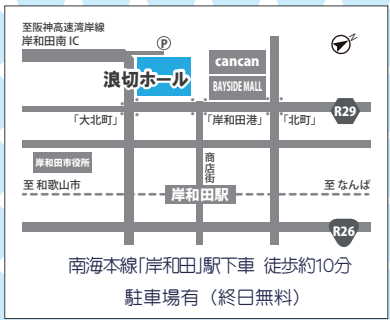 至阪神高速湾岸線
岸和田南 IC
P
cancan
浪切ホール
BAYSIDE MALL
R29
「大北町」
「岸和田港」
「北町」
岸和田市役所
商店街
至 和歌山市
至 なんば
岸和田駅
R26
南海本線「岸和田」駅下車 徒歩約10分
駐車場有（終日無料）